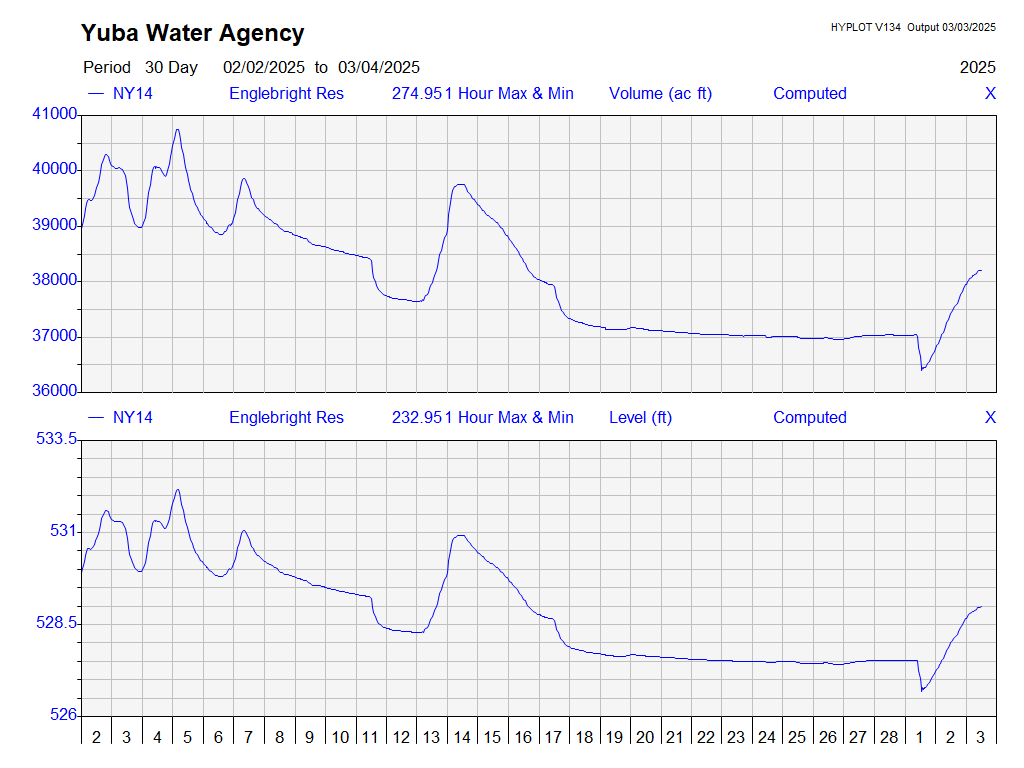 Yuba Water Agency
HYPLOT V134 Output 03/03/2025
Period 30 Day 02/02/2025 to 03/04/2025 2025
NY14 Englebright Res 274.951 Hour Max & Min Volume (ac ft) Computed X
41000
40000
39000
38000
37000
36000
NY14 Englebright Res 232.951 Hour Max & Min Level (ft) Computed X
533.5
531
528.5
526
2 3 4 5 6 7 8 9 10 11 12 13 14 15 16 17 18 19 20 21 22 23 24 25 26 27 28 1 2 3